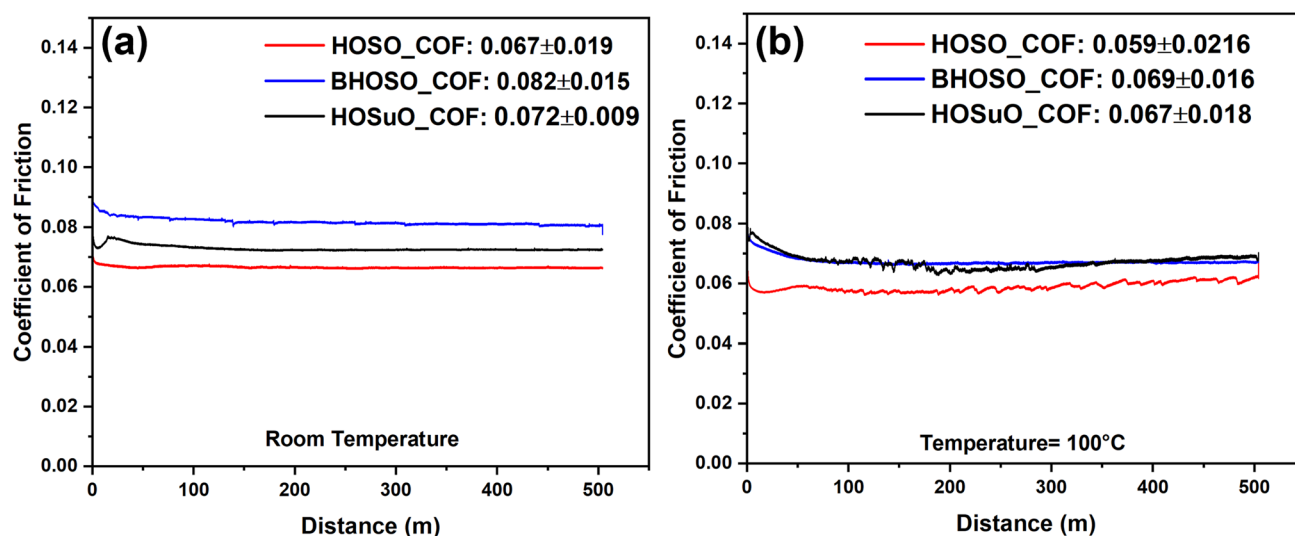 (a)
HOSO_COF: 0.067±0.019
BHOSO_COF: 0.082±0.015
HOSuO_COF: 0.072±0.009
0.14
0.12
0.10
0.08
0.06
0.04
0.02
0.00
Coefficient of Friction
Room Temperature
0 100 200 300 400 500
Distance (m)
(b)
HOSO_COF: 0.059±0.0216
BHOSO_COF: 0.069±0.016
HOSuO_COF: 0.067±0.018
0.14
0.12
0.10
0.08
0.06
0.04
0.02
0.00
Coefficient of Friction
Temperature= 100°C
0 100 200 300 400 500
Distance (m)